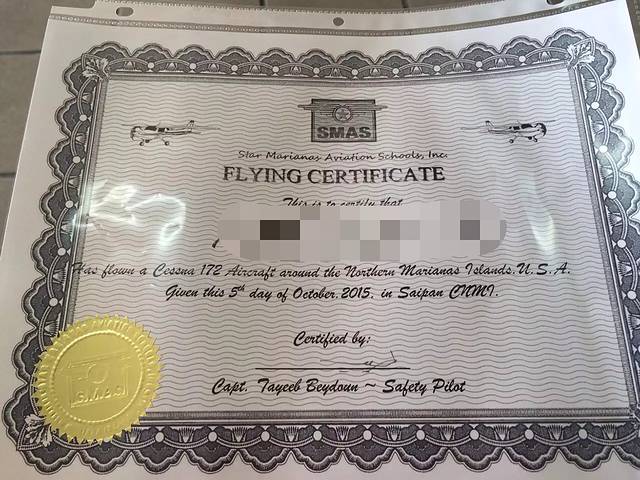 SMAS
Star Marianas Aviation Schools, Inc.
FLYING CERTIFICATE
This is to certify that
Has flown a Cessna 172 Aircraft around the Northern Marianas Islands, U.S.A.
Given this 5th day of October, 2015, in Saipan CNMI.
Certified by:
Capt. Tayeeb Beydoun ~ Safety Pilot
SMAS